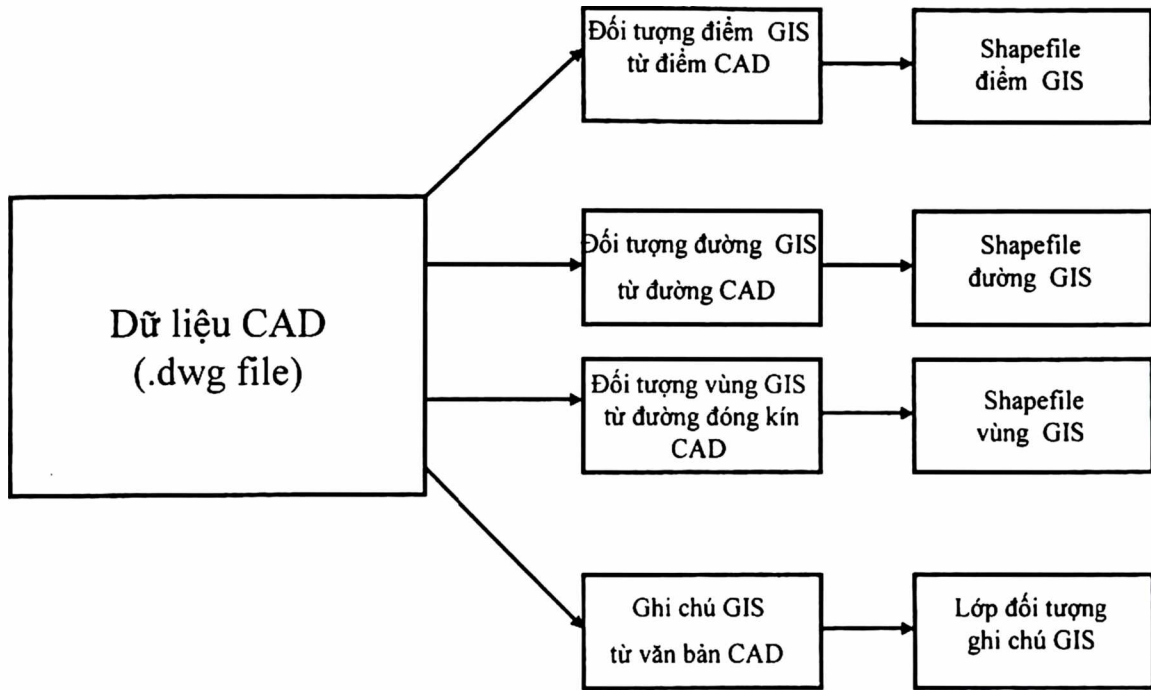 Đối tượng điểm GIS
từ điểm CAD
Shapefile
điểm GIS
Đối tượng đường GIS
từ đường CAD
Shapefile
đường GIS
Dữ liệu CAD
(.dwg file)
Đối tượng vùng GIS
từ đường đóng kín
CAD
Shapefile
vùng GIS
Ghi chú GIS
từ văn bản CAD
Lớp đối tượng
ghi chú GIS